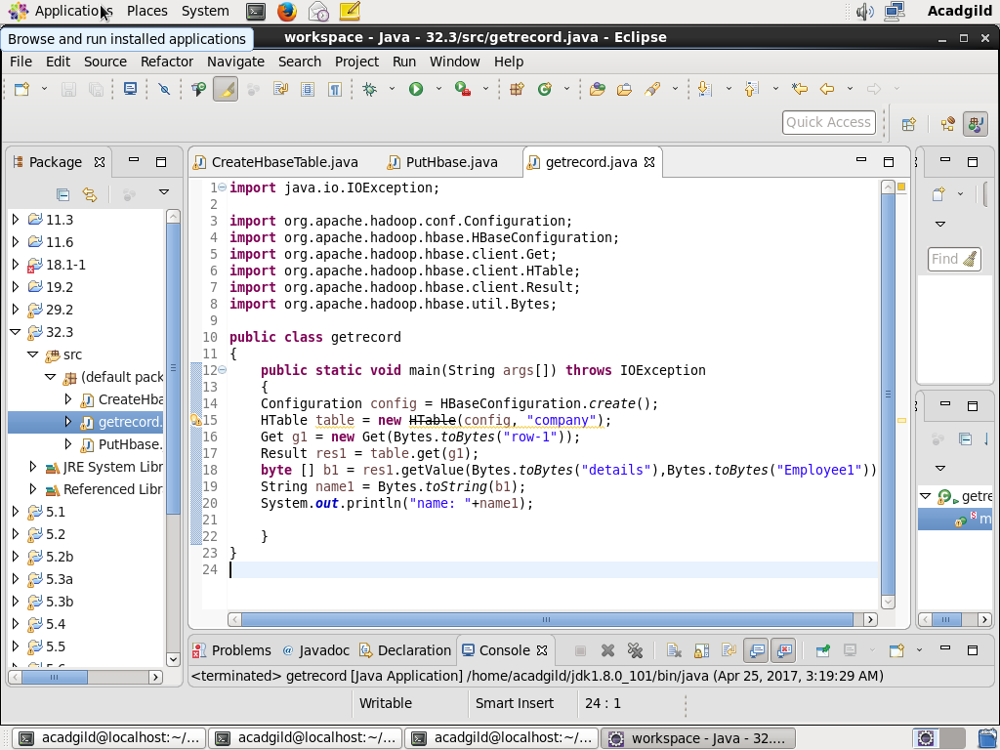 Applications Places System Acadgild
Browse and run installed applications
workspace - Java - 32.3/src/getrecord.java - Eclipse
File Edit Source Refactor Navigate Search Project Run Window Help
Quick Access
Package
CreateHbaseTable.java PutHbase.java getrecord.java
11.3
11.6
18.1-1
19.2
29.2
32.3
src
(default pack
CreateHba
getrecord.
PutHbase.
JRE System Libr
Referenced Libr
5.1
5.2
5.2b
5.3a
5.3b
5.4
5.5
1 import java.io.IOException;
2
3 import org.apache.hadoop.conf.Configuration;
4 import org.apache.hadoop.hbase.HBaseConfiguration;
5 import org.apache.hadoop.hbase.client.Get;
6 import org.apache.hadoop.hbase.client.HTable;
7 import org.apache.hadoop.hbase.client.Result;
8 import org.apache.hadoop.hbase.util.Bytes;
9
10 public class getrecord
11 {
12 public static void main(String args[]) throws IOException
13 {
14 Configuration config = HBaseConfiguration.create();
15 HTable table = new HTable(config, "company");
16 Get g1 = new Get(Bytes.toBytes("row-1"));
17 Result res1 = table.get(g1);
18 byte [] b1 = res1.getValue(Bytes.toBytes("details"),Bytes.toBytes("Employee1"))
19 String name1 = Bytes.toString(b1);
20 System.out.println("name: "+name1);
21
22 }
23 }
24
Find
getre
m
Problems Javadoc Declaration Console
<terminated> getrecord [Java Application] /home/acadgild/jdk1.8.0_101/bin/java (Apr 25, 2017, 3:19:29 AM)
Writable Smart Insert 24 : 1
acadgild@localhost:~/... acadgild@localhost:~/... acadgild@localhost:~/... workspace - Java - 32....